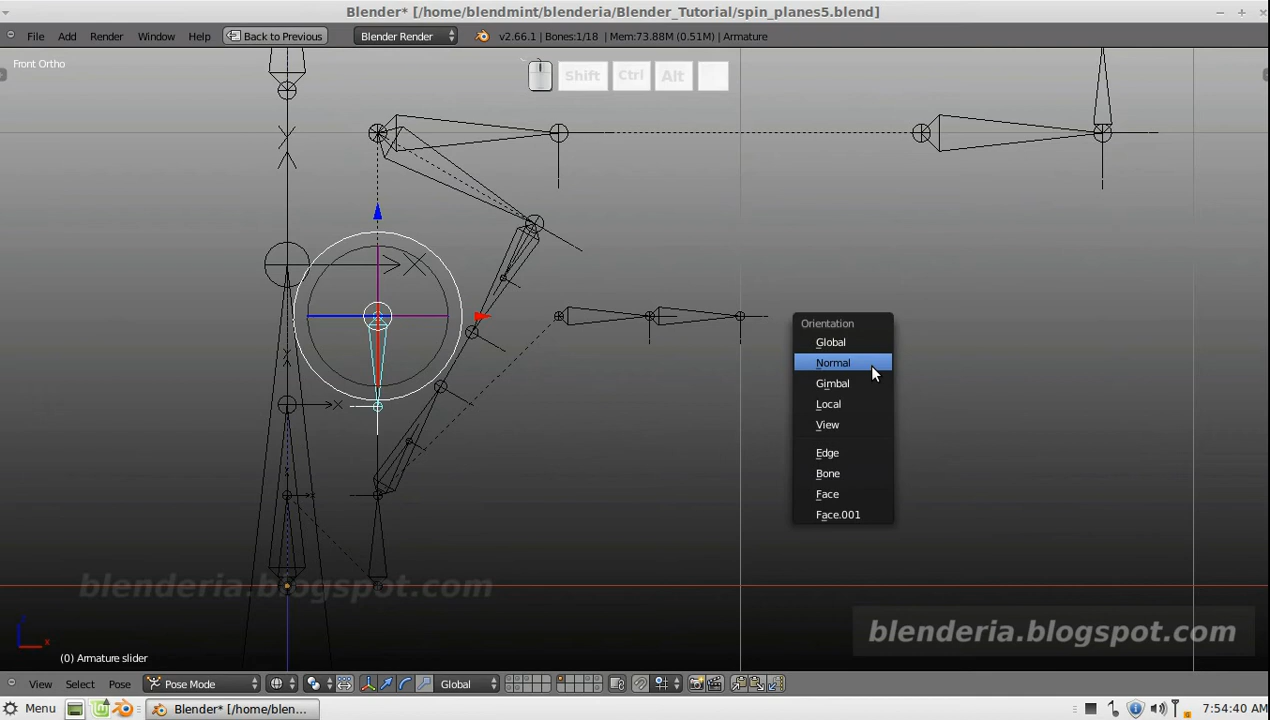 Blender* [/home/blendmint/blenderia/Blender_Tutorial/spin_planes5.blend]
File Add Render Window Help Back to Previous Blender Render v2.66.1 | Bones:1/18 | Mem:73.88M (0.51M) | Armature
Front Ortho
Shift Ctrl Alt
Orientation
Global
Normal
Gimbal
Local
View
Edge
Bone
Face
Face.001
blenderia.blogspot.com
blenderia.blogspot.com
(0) Armature slider
View Select Pose Pose Mode Global
Menu Blender* [/home/blen... 7:54:40 AM